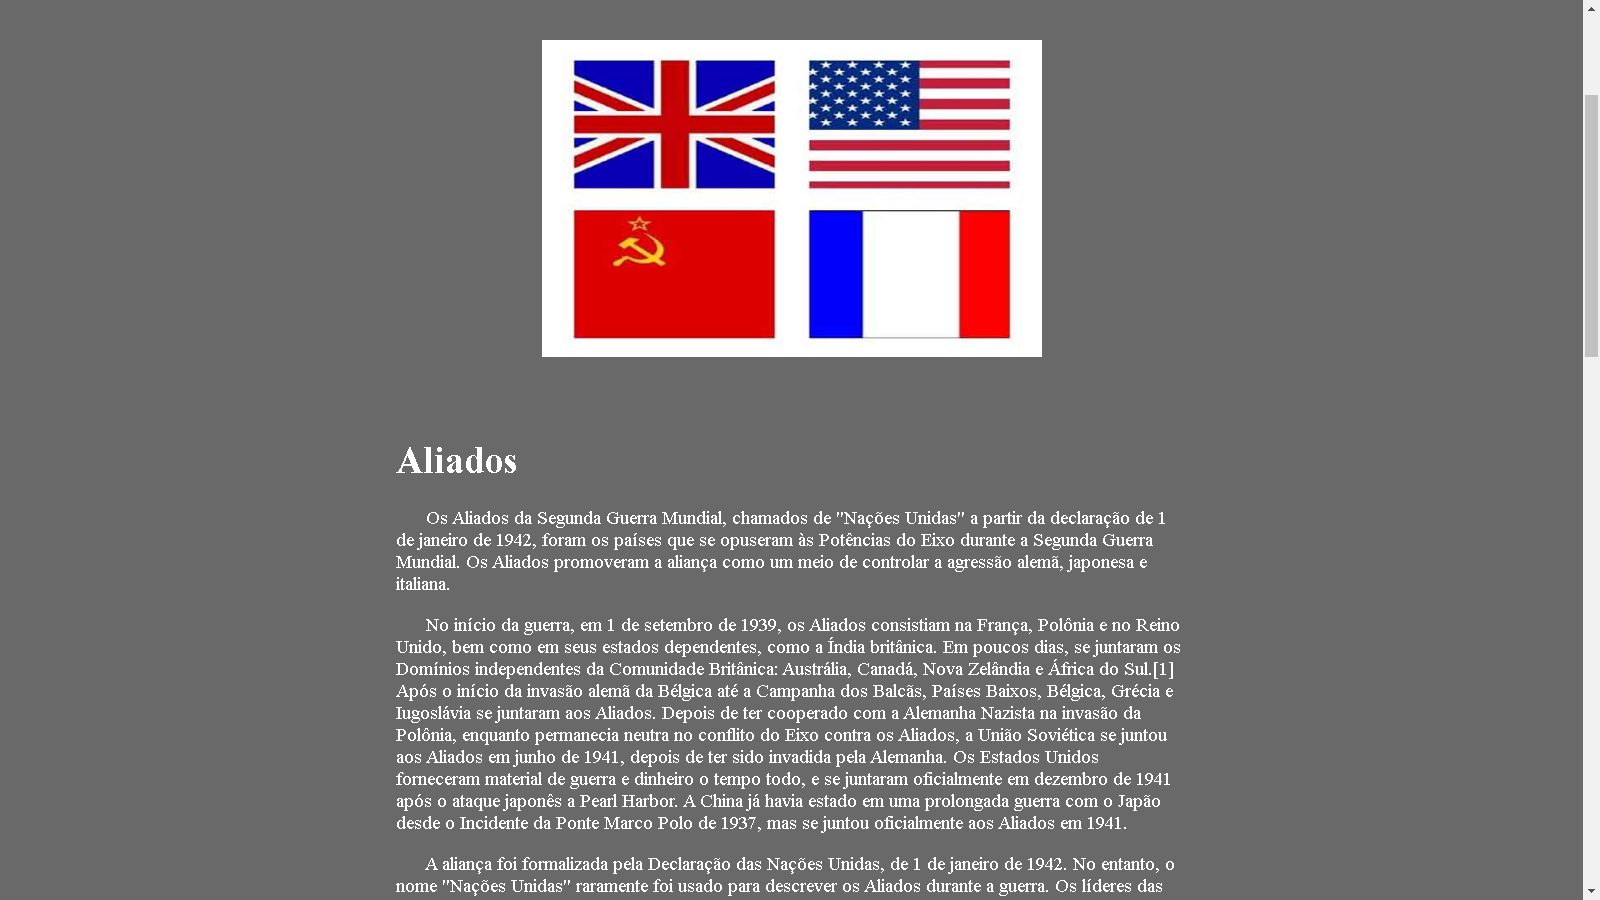 Aliados
Os Aliados da Segunda Guerra Mundial, chamados de "Nações Unidas" a partir da declaração de 1
de janeiro de 1942, foram os países que se opuseram às Potências do Eixo durante a Segunda Guerra
Mundial. Os Aliados promoveram a aliança como um meio de controlar a agressão alemã, japonesa e
italiana.
No início da guerra, em 1 de setembro de 1939, os Aliados consistiam na França, Polônia e no Reino
Unido, bem como em seus estados dependentes, como a Índia britânica. Em poucos dias, se juntaram os
Domínios independentes da Comunidade Britânica: Austrália, Canadá, Nova Zelândia e África do Sul.[1]
Após o início da invasão alemã da Bélgica até a Campanha dos Balcãs, Países Baixos, Bélgica, Grécia e
Iugoslávia se juntaram aos Aliados. Depois de ter cooperado com a Alemanha Nazista na invasão da
Polônia, enquanto permanecia neutra no conflito do Eixo contra os Aliados, a União Soviética se juntou
aos Aliados em junho de 1941, depois de ter sido invadida pela Alemanha. Os Estados Unidos
forneceram material de guerra e dinheiro o tempo todo, e se juntaram oficialmente em dezembro de 1941
após o ataque japonês a Pearl Harbor. A China já havia estado em uma prolongada guerra com o Japão
desde o Incidente da Ponte Marco Polo de 1937, mas se juntou oficialmente aos Aliados em 1941.
A aliança foi formalizada pela Declaração das Nações Unidas, de 1 de janeiro de 1942. No entanto, o
nome "Nações Unidas" raramente foi usado para descrever os Aliados durante a guerra. Os líderes das